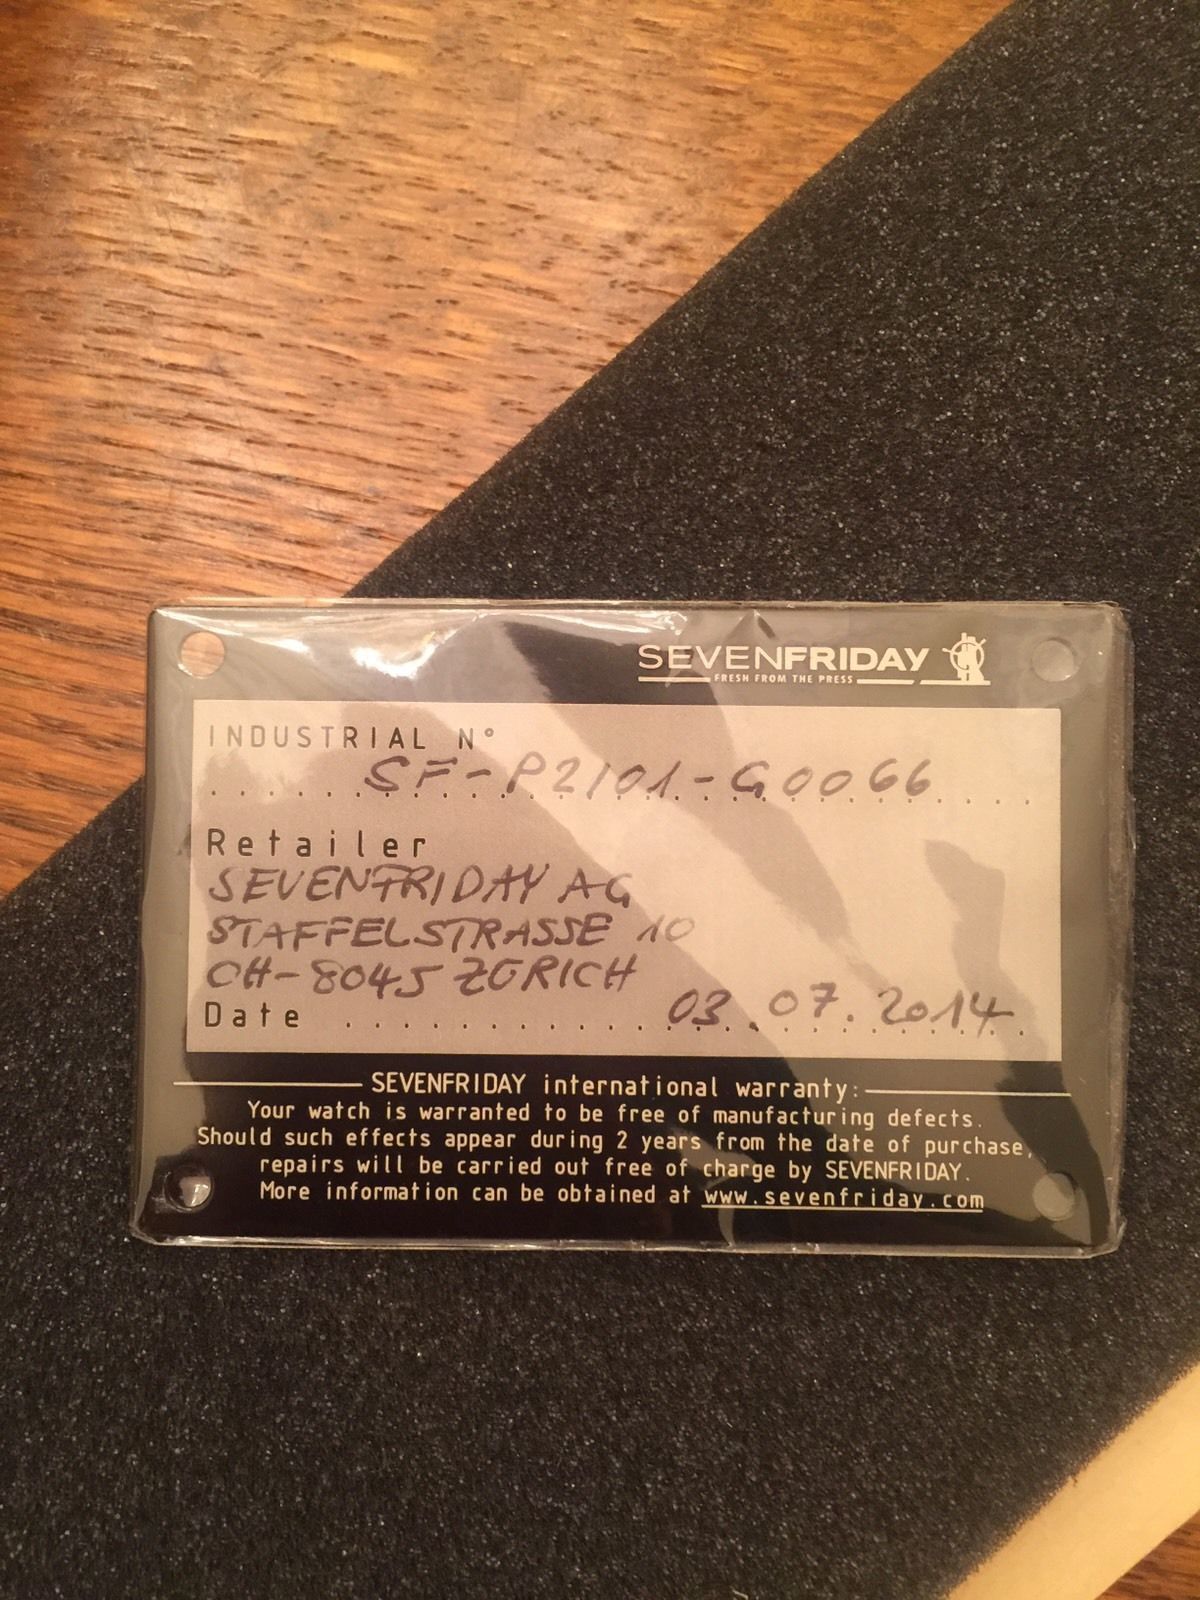 SEVENFRIDAY
FRESH FROM THE PRESS
INDUSTRIAL N°
SF-P2/01-G0066
Retailer
SEVENFRIDAY AG
STAFFELSTRASSE 10
CH-8045 ZÜRICH
Date 03.07.2014
SEVENFRIDAY international warranty:
Your watch is warranted to be free of manufacturing defects.
Should such effects appear during 2 years from the date of purchase,
repairs will be carried out free of charge by SEVENFRIDAY.
More information can be obtained at www.sevenfriday.com